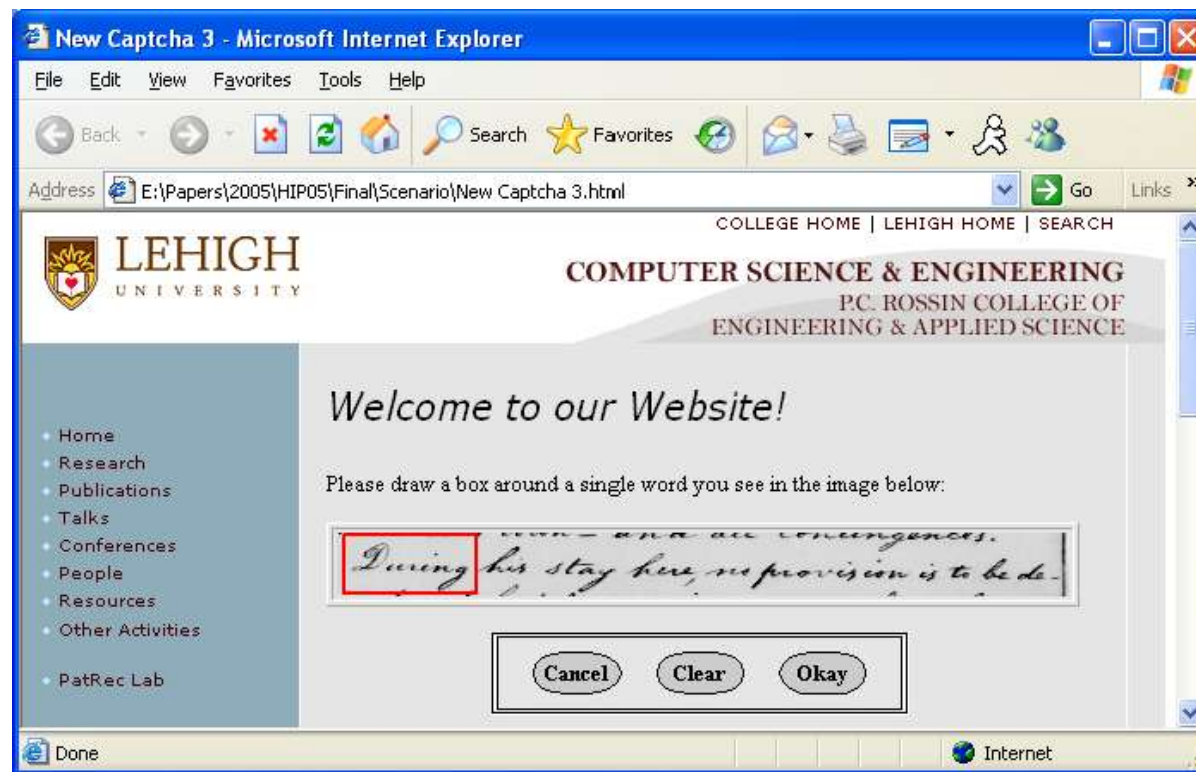 New Captcha 3 - Microsoft Internet Explorer
File Edit View Favorites Tools Help
Back Search Favorites
Address E:\Papers\2005\HIP05\Final\Scenario\New Captcha 3.html Go Links »
COLLEGE HOME | LEHIGH HOME | SEARCH
LEHIGH
UNIVERSITY
COMPUTER SCIENCE & ENGINEERING
P.C. ROSSIN COLLEGE OF
ENGINEERING & APPLIED SCIENCE
Welcome to our Website!
Home
Research
Publications
Talks
Conferences
People
Resources
Other Activities
PatRec Lab
Please draw a box around a single word you see in the image below:
and all contingences.
During his stay here, no provision is to be de-
Cancel Clear Okay
Done Internet